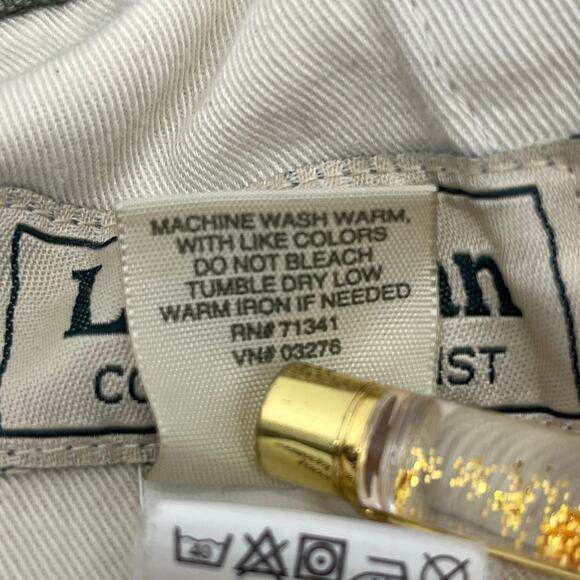 MACHINE WASH WARM,
WITH LIKE COLORS
DO NOT BLEACH
TUMBLE DRY LOW
WARM IRON IF NEEDED
RN# 71341
VN# 03276
40